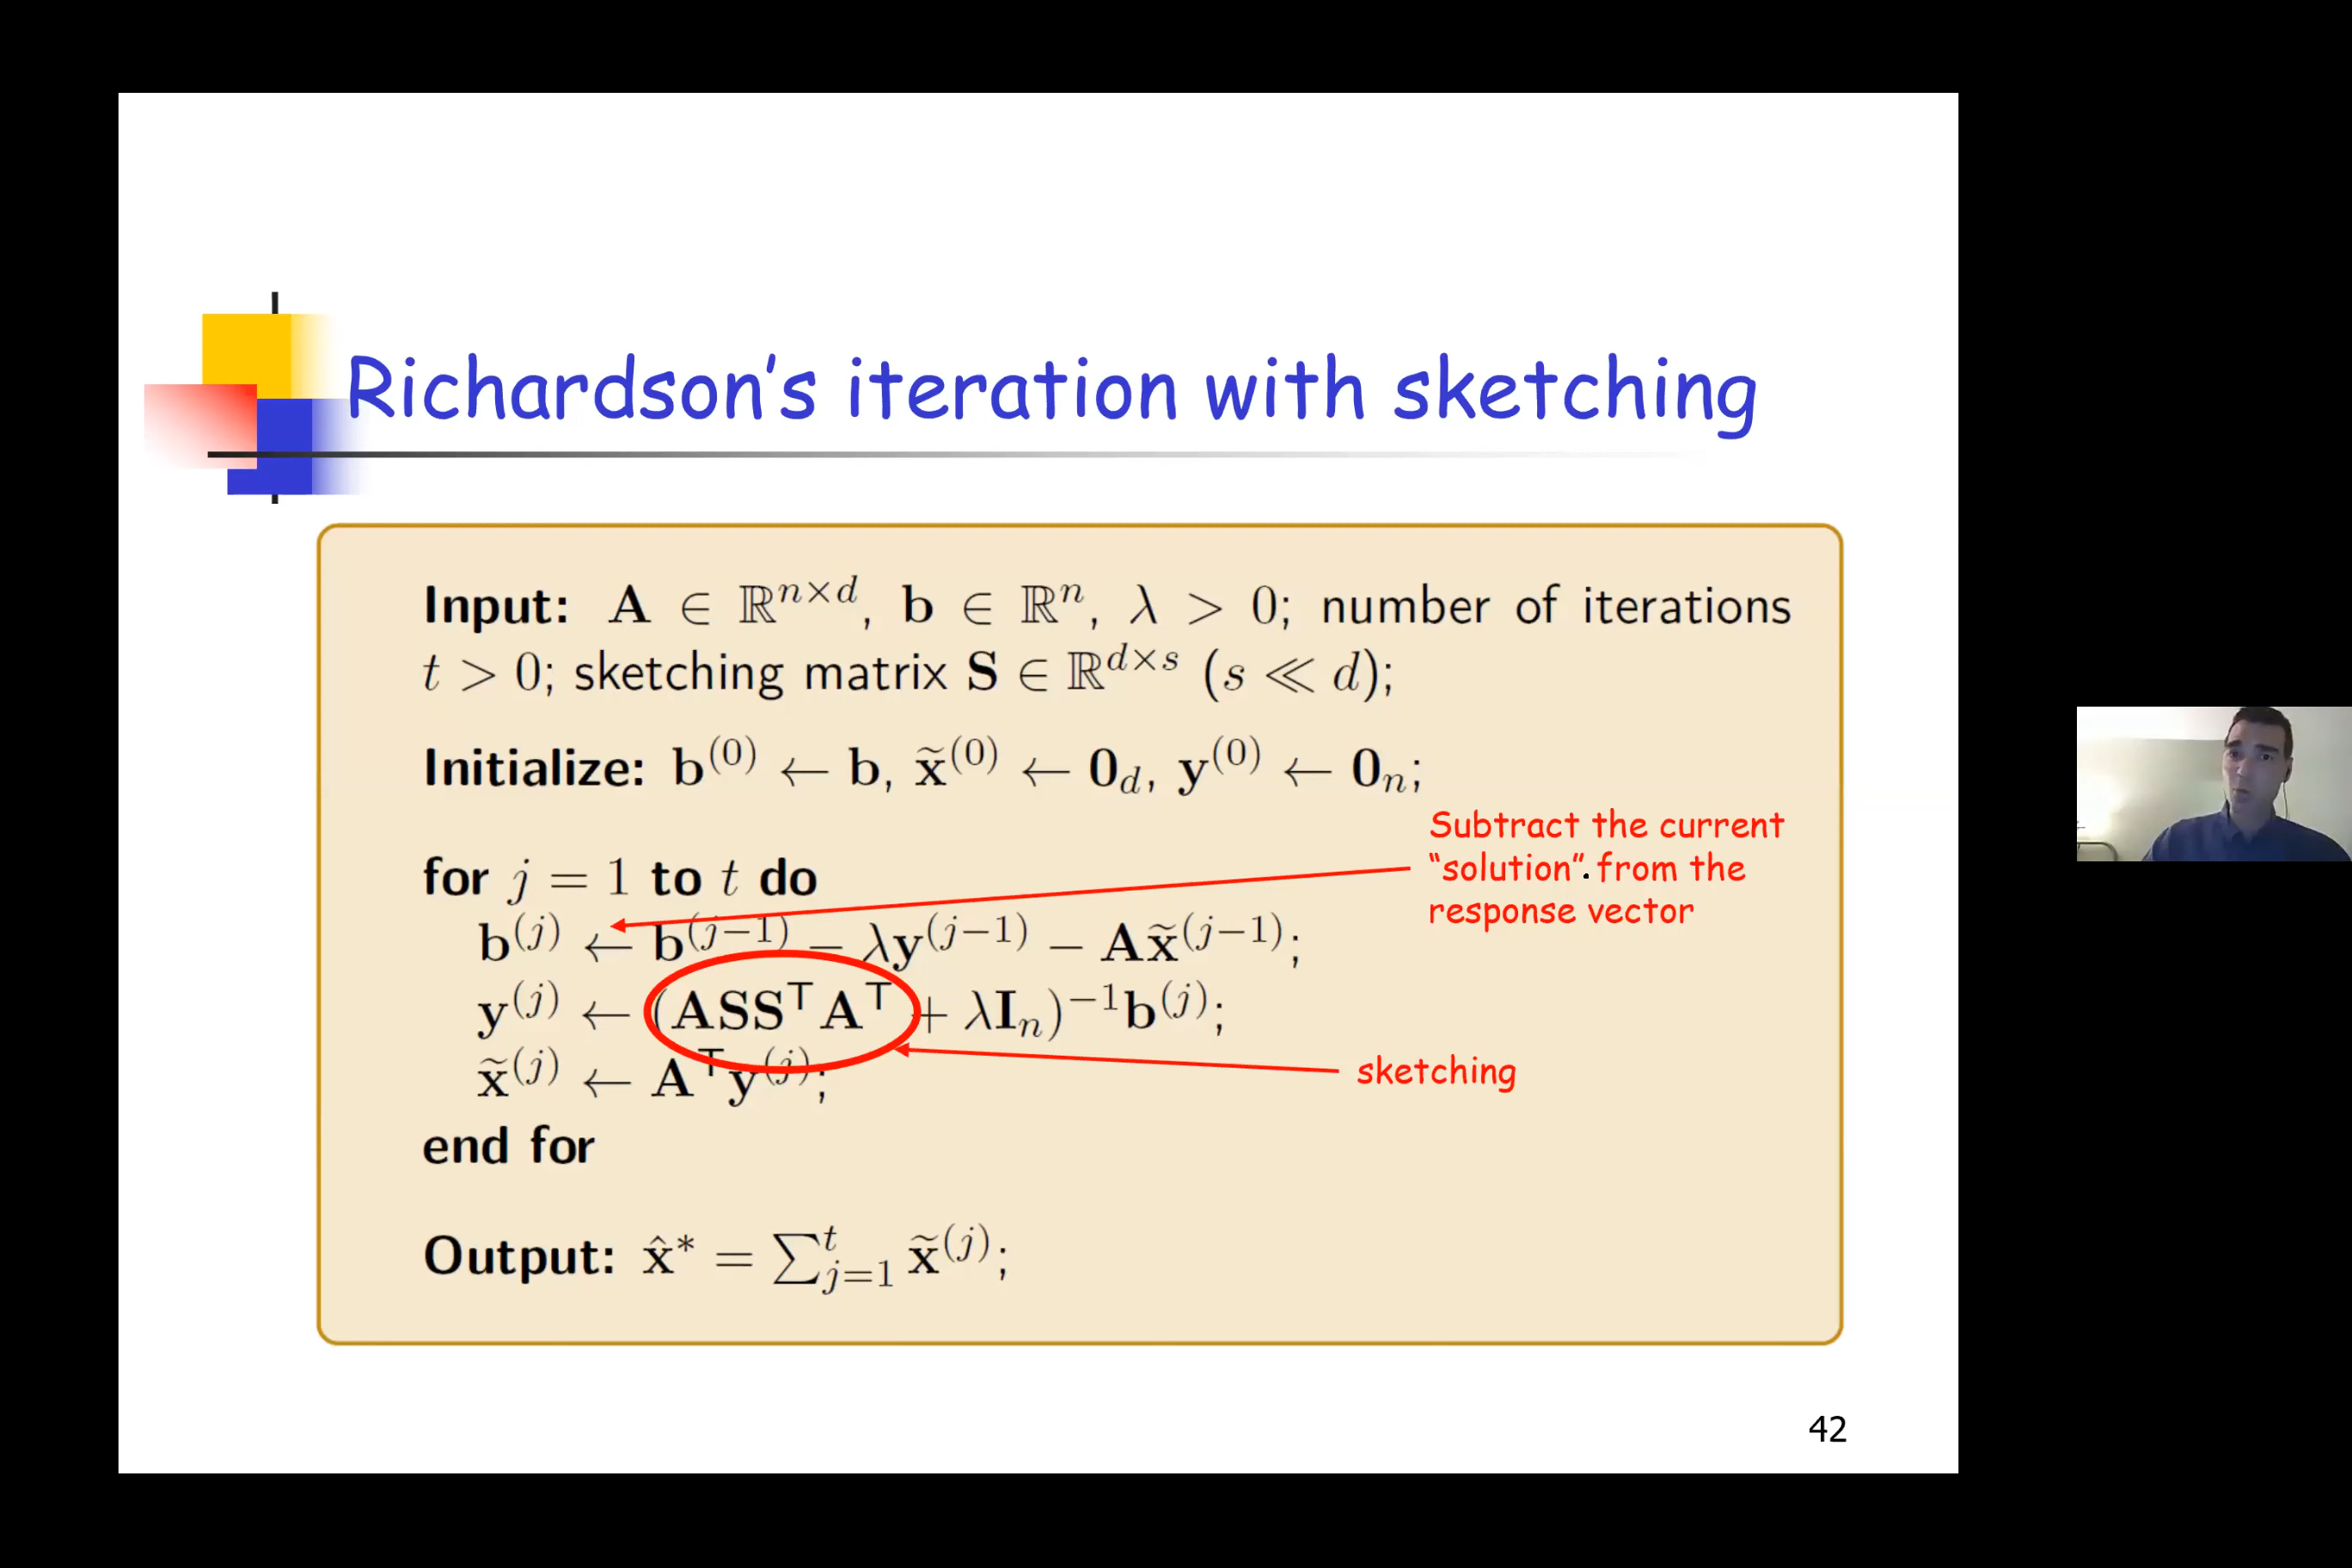 Richardson's iteration with sketching
Input: A ∈ ℝ^{n×d}, b ∈ ℝ^n, λ > 0; number of iterations
t > 0; sketching matrix S ∈ ℝ^{d×s} (s ≪ d);
Initialize: b^{(0)} ← b, x̃^{(0)} ← 0_d, y^{(0)} ← 0_n;
Subtract the current
“solution” from the
response vector
for j = 1 to t do
b^{(j)} ← b^{(j−1)} − λy^{(j−1)} − Ax̃^{(j−1)};
y^{(j)} ← (ASS^⊤A^⊤ + λI_n)^{−1}b^{(j)};
x̃^{(j)} ← A^⊤y^{(j)};
sketching
end for
Output: x̂* = ∑_{j=1}^{t} x̃^{(j)};
42